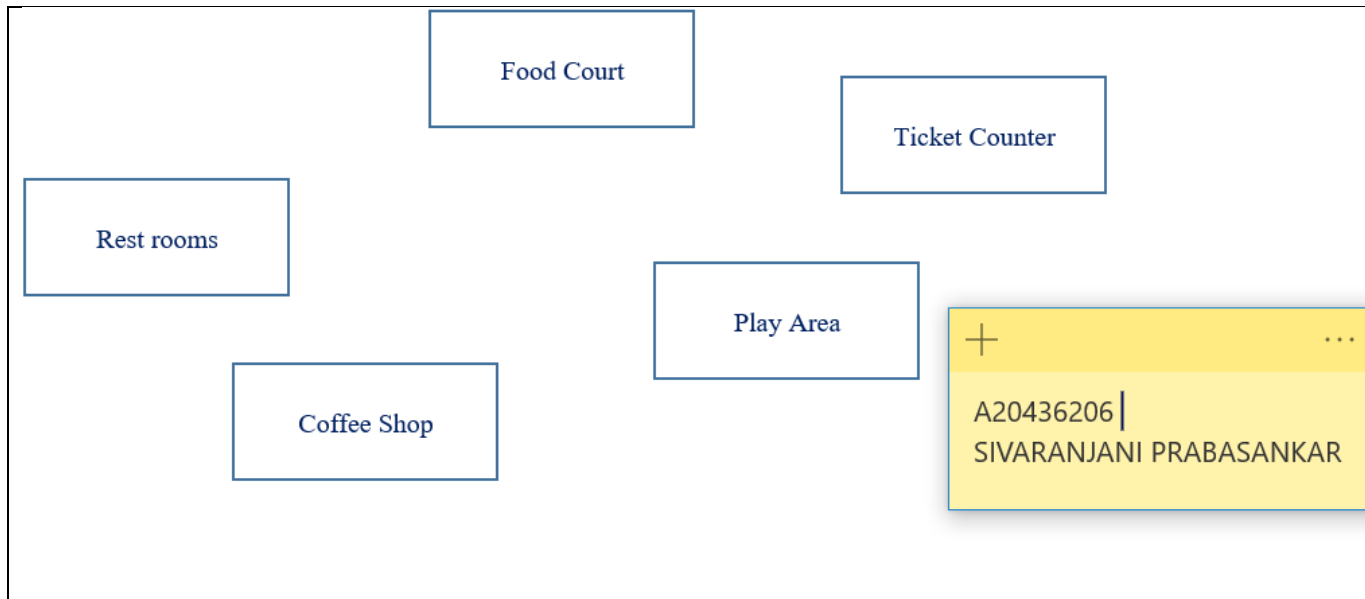 Food Court
Ticket Counter
Rest rooms
Play Area
Coffee Shop
A20436206
SIVARANJANI PRABASANKAR